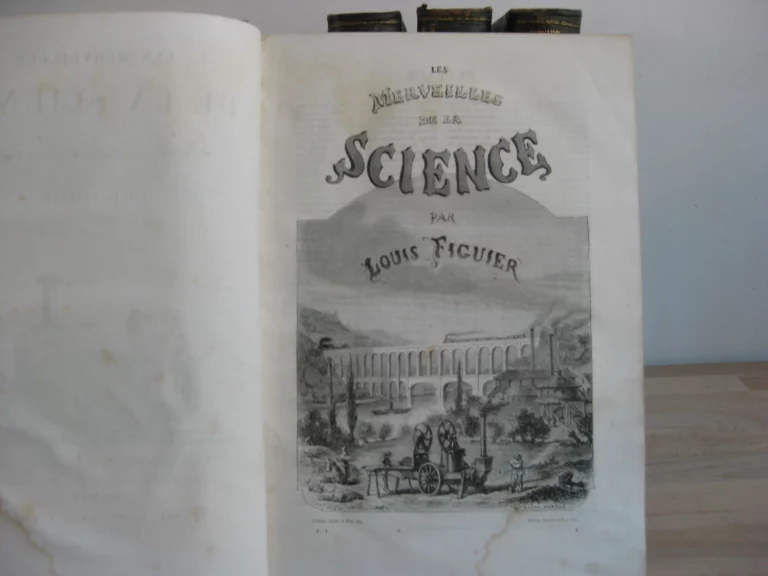 LES
MERVEILLES
DE LA
SCIENCE
PAR
LOUIS FIGUIER
T. I